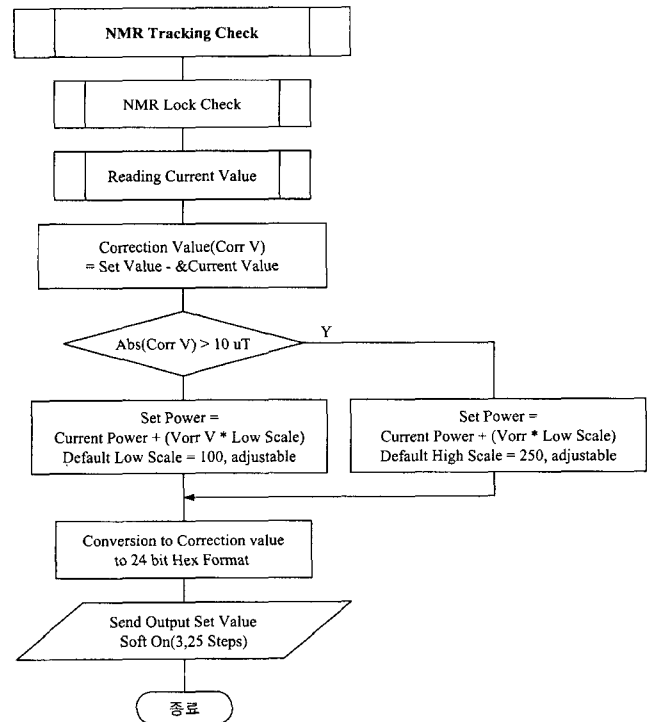 NMR Tracking Check
NMR Lock Check
Reading Current Value
Correction Value(Corr V)
= Set Value - &Current Value
Abs(Corr V) > 10 uT
Y
Set Power =
Current Power + (Vorr V * Low Scale)
Default Low Scale = 100, adjustable
Set Power =
Current Power + (Vorr * Low Scale)
Default High Scale = 250, adjustable
Conversion to Correction value
to 24 bit Hex Format
Send Output Set Value
Soft On(3,25 Steps)
종료